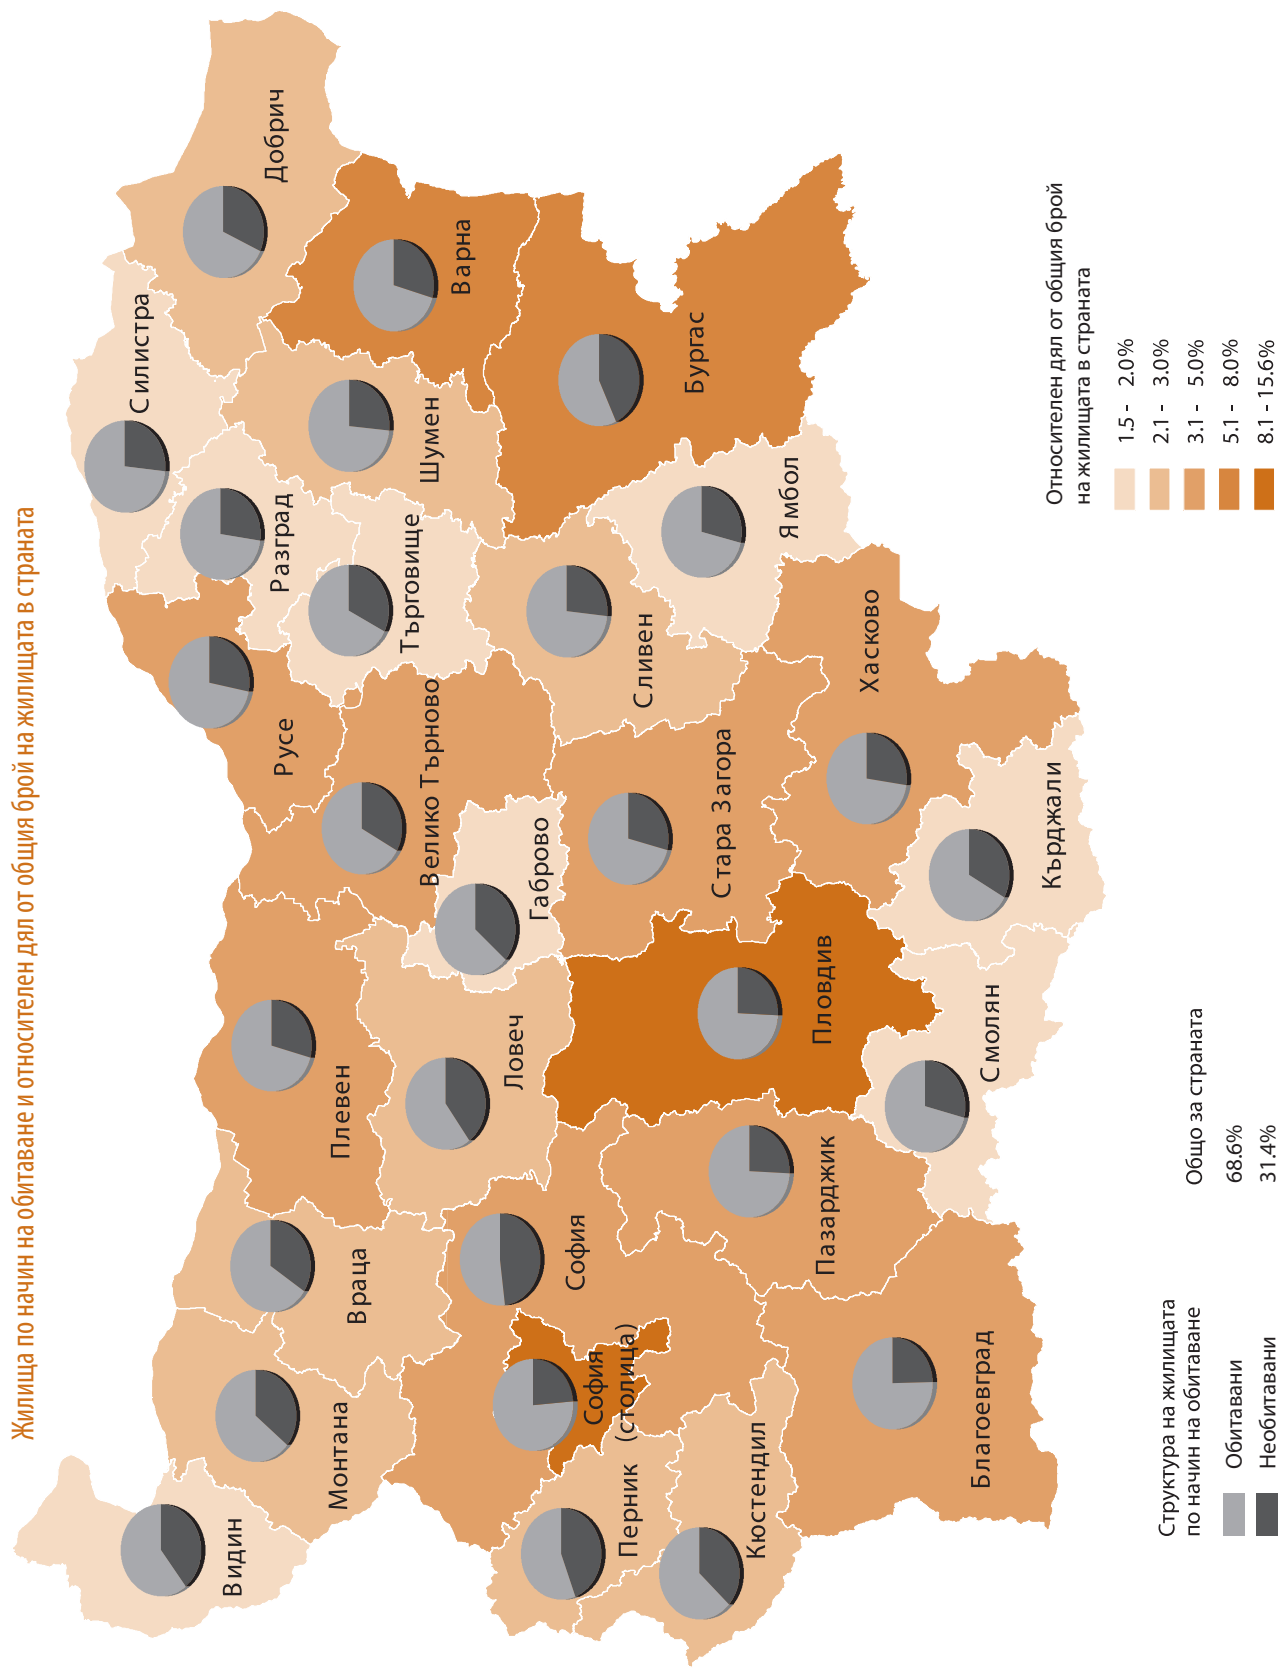 Жилища по начин на обитаване и относителен дял от общия брой на жилищата в страната
Видин
Монтана
Враца
Плевен
Русе
Разград
Силистра
Добрич
Велико Търново
Търговище
Шумен
Варна
Ловеч
Габрово
София
София
(столица)
Перник
Кюстендил
Сливен
Бургас
Стара Загора
Ямбол
Пазарджик
Пловдив
Хасково
Благоевград
Смолян
Кърджали
Структура на жилищата
по начин на обитаване
Общо за страната
Обитавани 68.6%
Необитавани 31.4%
Относителен дял от общия брой
на жилищата в страната
1.5 - 2.0%
2.1 - 3.0%
3.1 - 5.0%
5.1 - 8.0%
8.1 - 15.6%